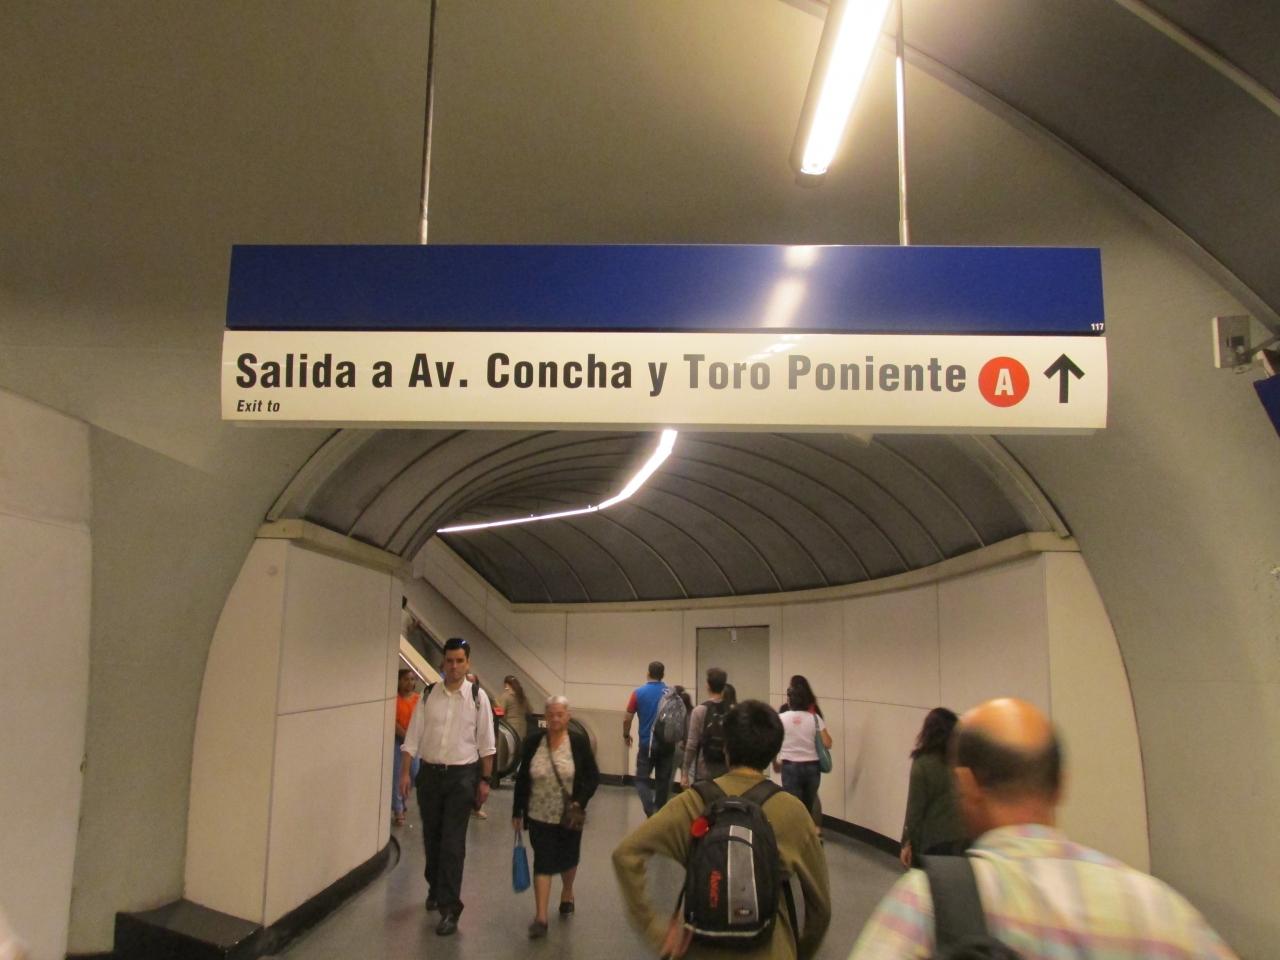 117
Salida a Av. Concha y Toro Poniente A ↑
Exit to